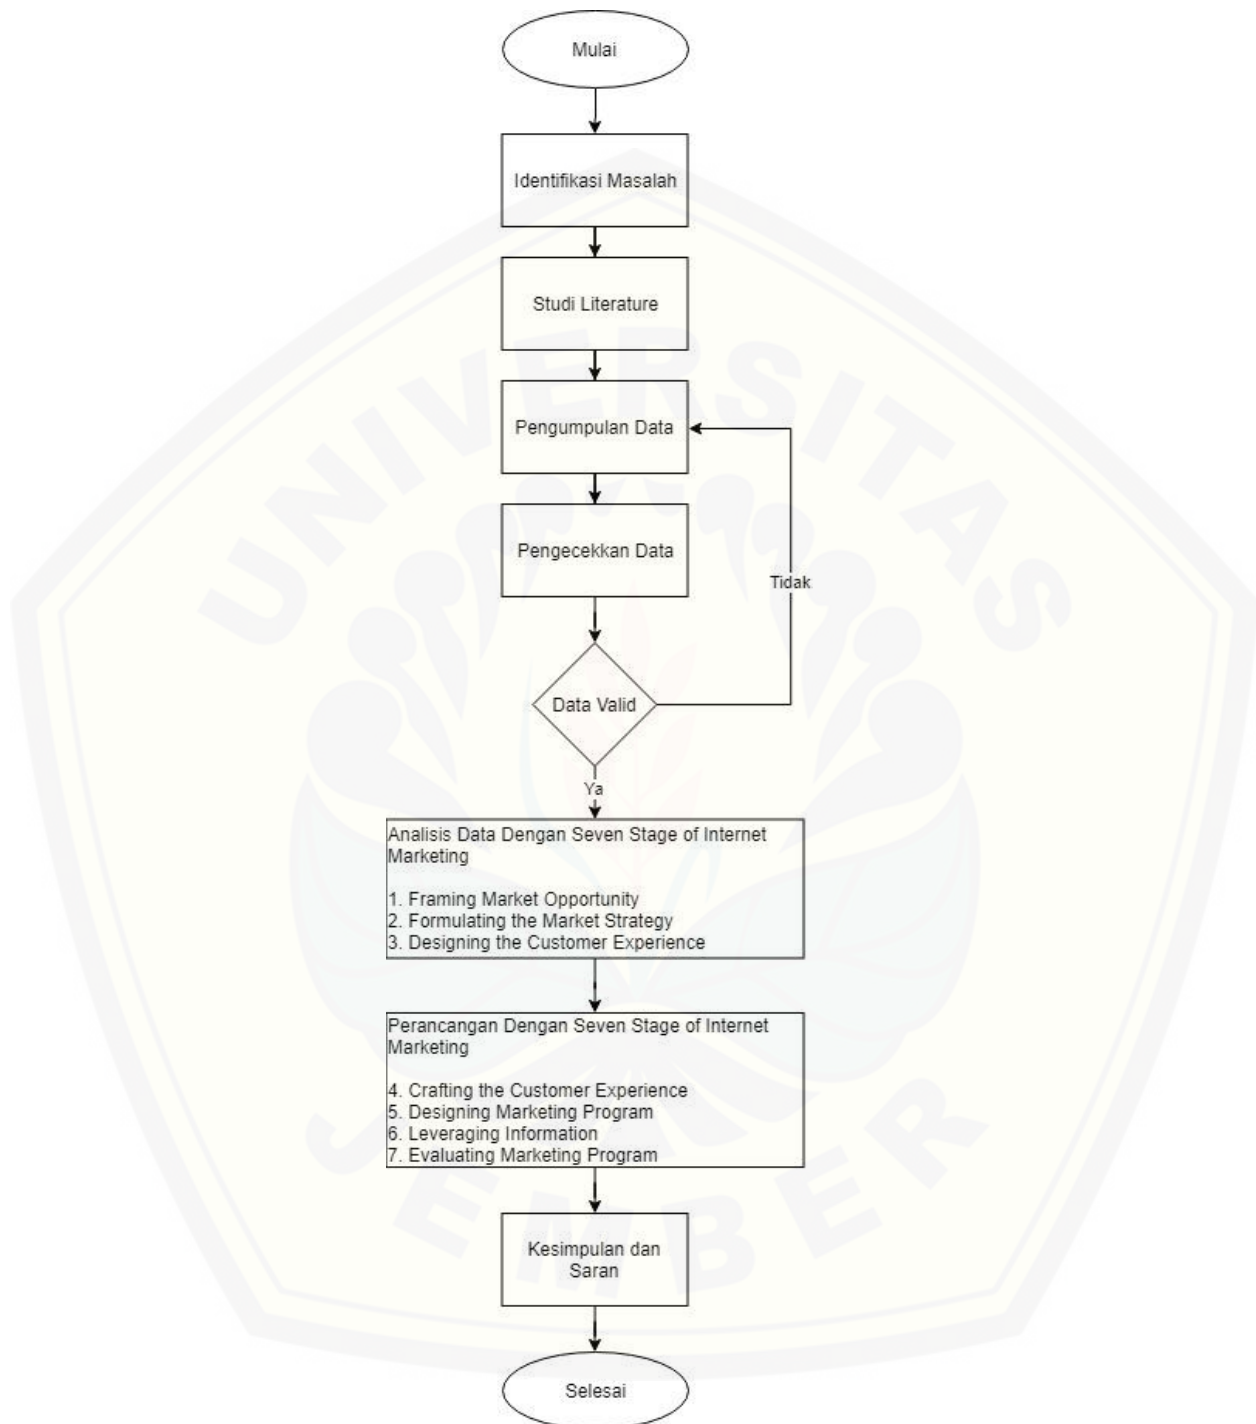 Mulai
Identifikasi Masalah
Studi Literature
Pengumpulan Data
Pengecekkan Data
Tidak
Data Valid
Ya
Analisis Data Dengan Seven Stage of Internet
Marketing
1. Framing Market Opportunity
2. Formulating the Market Strategy
3. Designing the Customer Experience
Perancangan Dengan Seven Stage of Internet
Marketing
4. Crafting the Customer Experience
5. Designing Marketing Program
6. Leveraging Information
7. Evaluating Marketing Program
Kesimpulan dan
Saran
Selesai
UNIVERSITAS
JEMBER